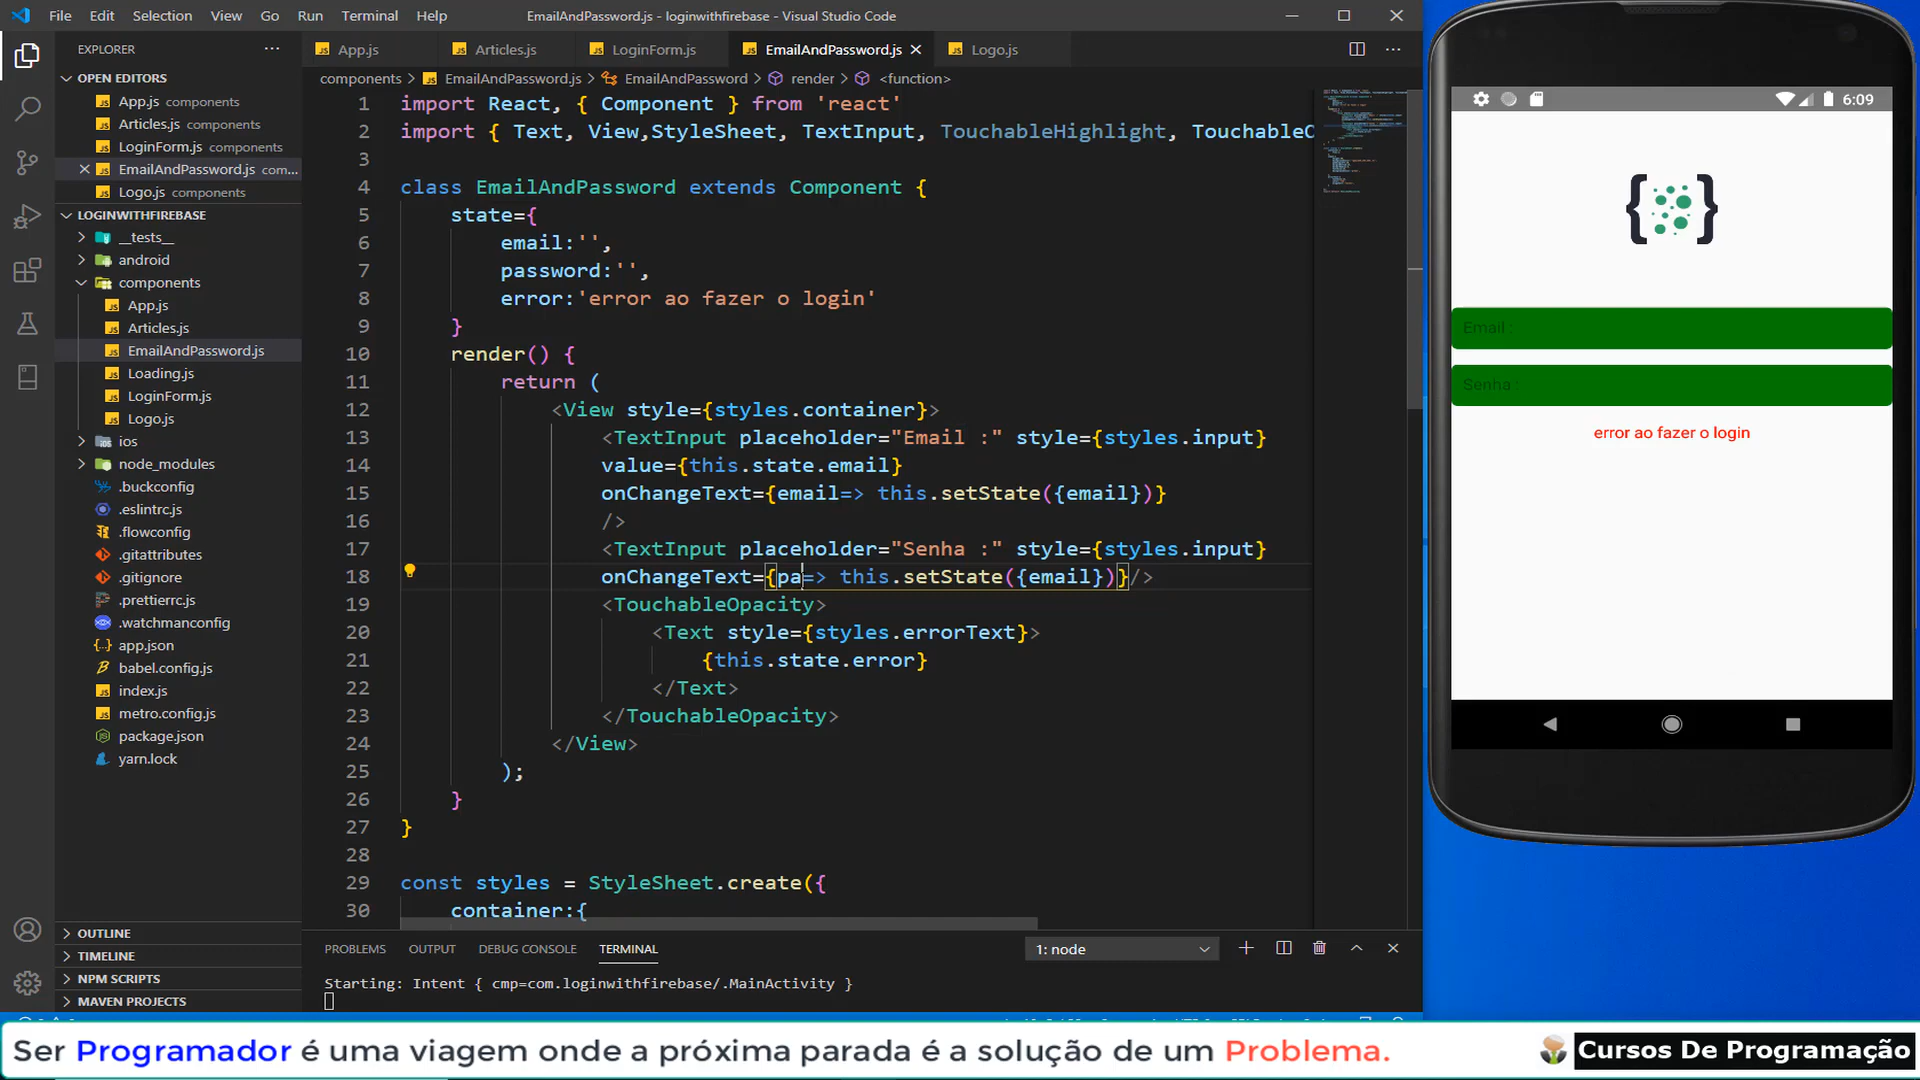 File Edit Selection View Go Run Terminal Help
EmailAndPassword.js - loginwithfirebase - Visual Studio Code
EXPLORER
OPEN EDITORS
App.js components
Articles.js components
LoginForm.js components
EmailAndPassword.js com...
Logo.js components
LOGINWITHFIREBASE
__tests__
android
components
App.js
Articles.js
EmailAndPassword.js
Loading.js
LoginForm.js
Logo.js
ios
node_modules
.buckconfig
.eslintrc.js
.flowconfig
.gitattributes
.gitignore
.prettierrc.js
.watchmanconfig
app.json
babel.config.js
index.js
metro.config.js
package.json
yarn.lock
OUTLINE
TIMELINE
NPM SCRIPTS
MAVEN PROJECTS
App.js Articles.js LoginForm.js EmailAndPassword.js Logo.js
components EmailAndPassword.js EmailAndPassword render <function>
1 import React, { Component } from 'react'
2 import { Text, View,StyleSheet, TextInput, TouchableHighlight, TouchableO
3
4 class EmailAndPassword extends Component {
5 state={
6 email:'',
7 password:'',
8 error:'error ao fazer o login'
9 }
10 render() {
11 return (
12 <View style={styles.container}>
13 <TextInput placeholder="Email :" style={styles.input}
14 value={this.state.email}
15 onChangeText={email=> this.setState({email})}
16 />
17 <TextInput placeholder="Senha :" style={styles.input}
18 onChangeText={pa=> this.setState({email})}/>
19 <TouchableOpacity>
20 <Text style={styles.errorText}>
21 {this.state.error}
22 </Text>
23 </TouchableOpacity>
24 </View>
25 );
26 }
27 }
28
29 const styles = StyleSheet.create({
30 container:{
PROBLEMS OUTPUT DEBUG CONSOLE TERMINAL 1: node
Starting: Intent { cmp=com.loginwithfirebase/.MainActivity }
6:09
Email :
Senha :
error ao fazer o login
Ser Programador é uma viagem onde a próxima parada é a solução de um Problema.
Cursos De Programação